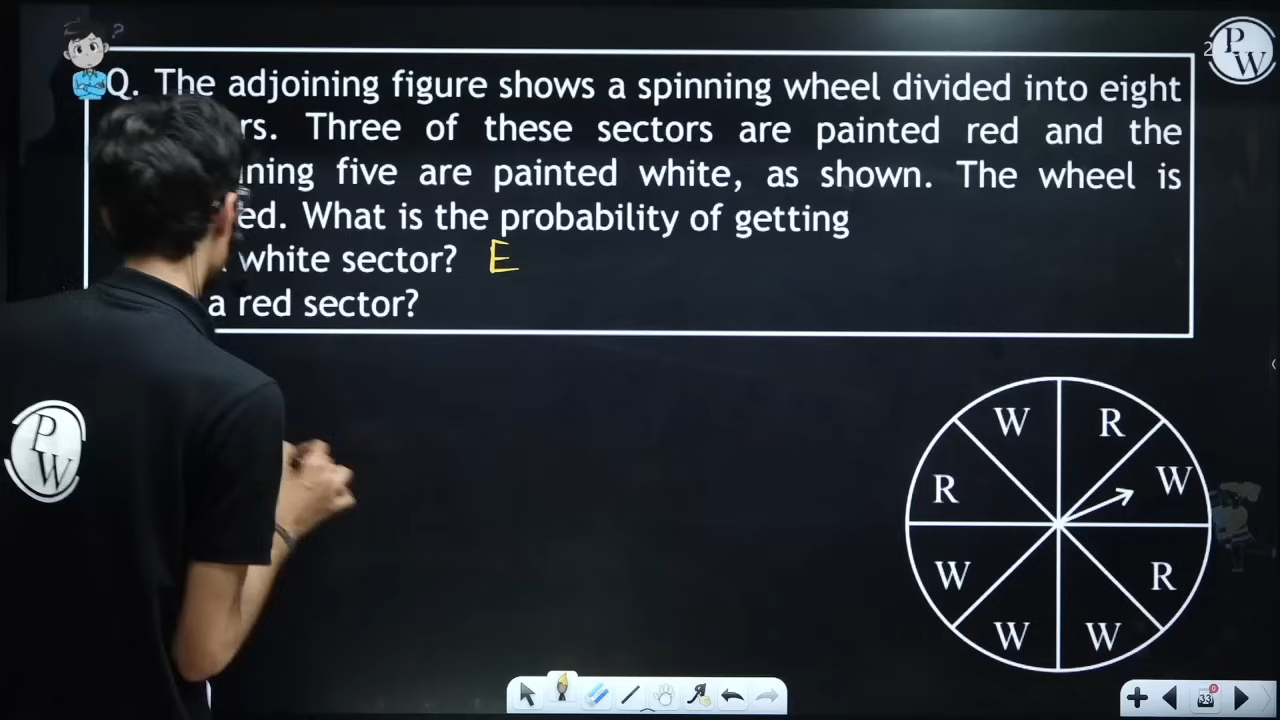 Q. The adjoining figure shows a spinning wheel divided into eight
rs. Three of these sectors are painted red and the
ining five are painted white, as shown. The wheel is
ed. What is the probability of getting
white sector? E
a red sector?
W R
R W
W R
W W
P
W
P
W
33